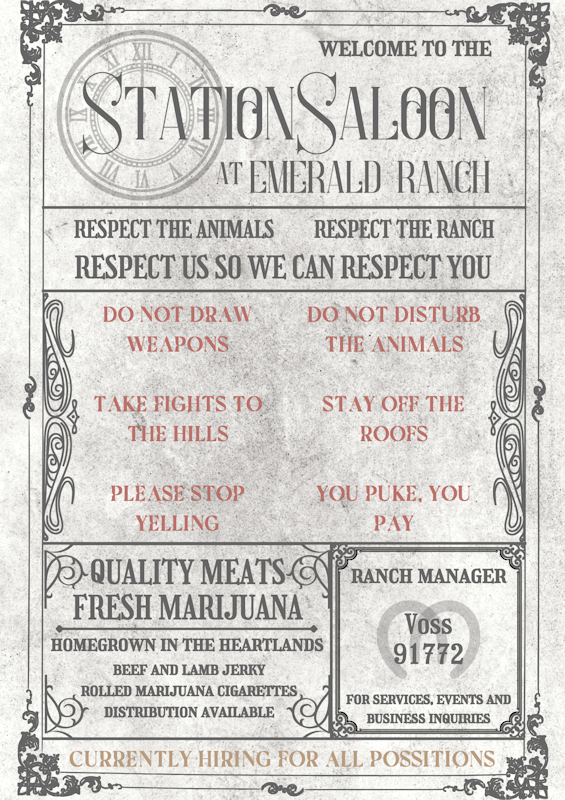 WELCOME TO THE
STATION SALOON
AT EMERALD RANCH
RESPECT THE ANIMALS RESPECT THE RANCH
RESPECT US SO WE CAN RESPECT YOU
DO NOT DRAW
WEAPONS
DO NOT DISTURB
THE ANIMALS
TAKE FIGHTS TO
THE HILLS
STAY OFF THE
ROOFS
PLEASE STOP
YELLING
YOU PUKE, YOU
PAY
QUALITY MEATS
FRESH MARIJUANA
HOMEGROWN IN THE HEARTLANDS
BEEF AND LAMB JERKY
ROLLED MARIJUANA CIGARETTES
DISTRIBUTION AVAILABLE
RANCH MANAGER
Voss
91772
FOR SERVICES, EVENTS AND
BUSINESS INQUIRIES
CURRENTLY HIRING FOR ALL POSSITIONS